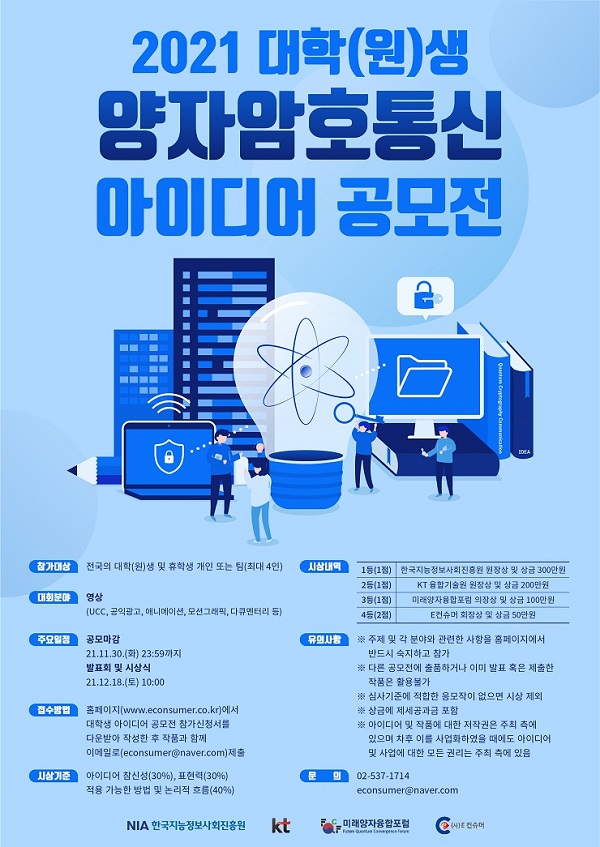 2021 대학(원)생
양자암호통신
아이디어 공모전
Quantum Cryptography Communication
IDEA
참가대상 전국의 대학(원)생 및 휴학생 개인 또는 팀(최대 4인)
대회분야 영상
(UCC, 공익광고, 애니메이션, 모션그래픽, 다큐멘터리 등)
주요일정 공모마감
21.11.30.(화) 23:59까지
발표회 및 시상식
21.12.18.(토) 10:00
접수방법 홈페이지(www.econsumer.co.kr)에서
대학생 아이디어 공모전 참가신청서를
다운받아 작성한 후 작품과 함께
이메일로(econsumer@naver.com)제출
시상기준 아이디어 참신성(30%), 표현력(30%)
적용 가능한 방법 및 논리적 흐름(40%)
시상내역 1등(1점) 한국지능정보사회진흥원 원장상 및 상금 300만원
2등(1점) KT 융합기술원 원장상 및 상금 200만원
3등(1점) 미래양자융합포럼 의장상 및 상금 100만원
4등(2점) E컨슈머 회장상 및 상금 50만원
유의사항 ※ 주제 및 각 분야와 관련한 사항을 홈페이지에서
반드시 숙지하고 참가
※ 다른 공모전에 출품하거나 이미 발표 혹은 제출한
작품은 활용불가
※ 심사기준에 적합한 응모작이 없으면 시상 제외
※ 상금에 제세공과금 포함
※ 아이디어 및 작품에 대한 저작권은 주최 측에
있으며 차후 이를 사업화하였을 때에도 아이디어
및 사업에 대한 모든 권리는 주최 측에 있음
문 의 02-537-1714
econsumer@naver.com
NIA 한국지능정보사회진흥원
kt
FQCF 미래양자융합포럼
Future Quantum Convergence Forum
(사)E컨슈머